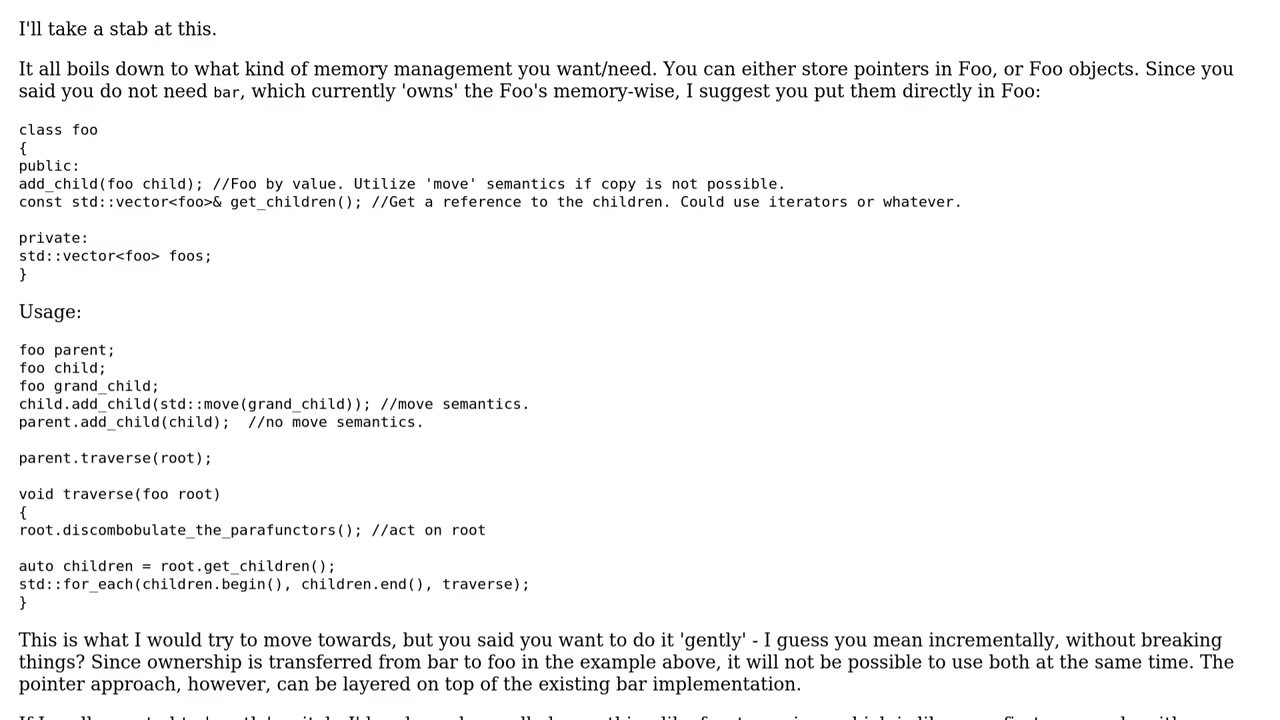 I'll take a stab at this.
It all boils down to what kind of memory management you want/need. You can either store pointers in Foo, or Foo objects. Since you
said you do not need bar, which currently 'owns' the Foo's memory-wise, I suggest you put them directly in Foo:
class foo
{
public:
add_child(foo child); //Foo by value. Utilize 'move' semantics if copy is not possible.
const std::vector<foo>& get_children(); //Get a reference to the children. Could use iterators or whatever.
private:
std::vector<foo> foos;
}
Usage:
foo parent;
foo child;
foo grand_child;
child.add_child(std::move(grand_child)); //move semantics.
parent.add_child(child);  //no move semantics.
parent.traverse(root);
void traverse(foo root)
{
root.discombobulate_the_parafunctors(); //act on root
auto children = root.get_children();
std::for_each(children.begin(), children.end(), traverse);
}
This is what I would try to move towards, but you said you want to do it 'gently' - I guess you mean incrementally, without breaking
things? Since ownership is transferred from bar to foo in the example above, it will not be possible to use both at the same time. The
pointer approach, however, can be layered on top of the existing bar implementation.